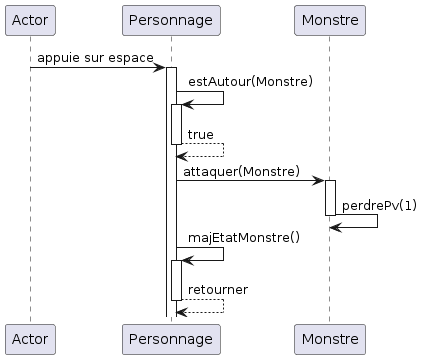 Actor Personnage Monstre
appuie sur espace
estAutour(Monstre)
true
attaquer(Monstre)
perdrePv(1)
majEtatMonstre()
retourner
Actor Personnage Monstre